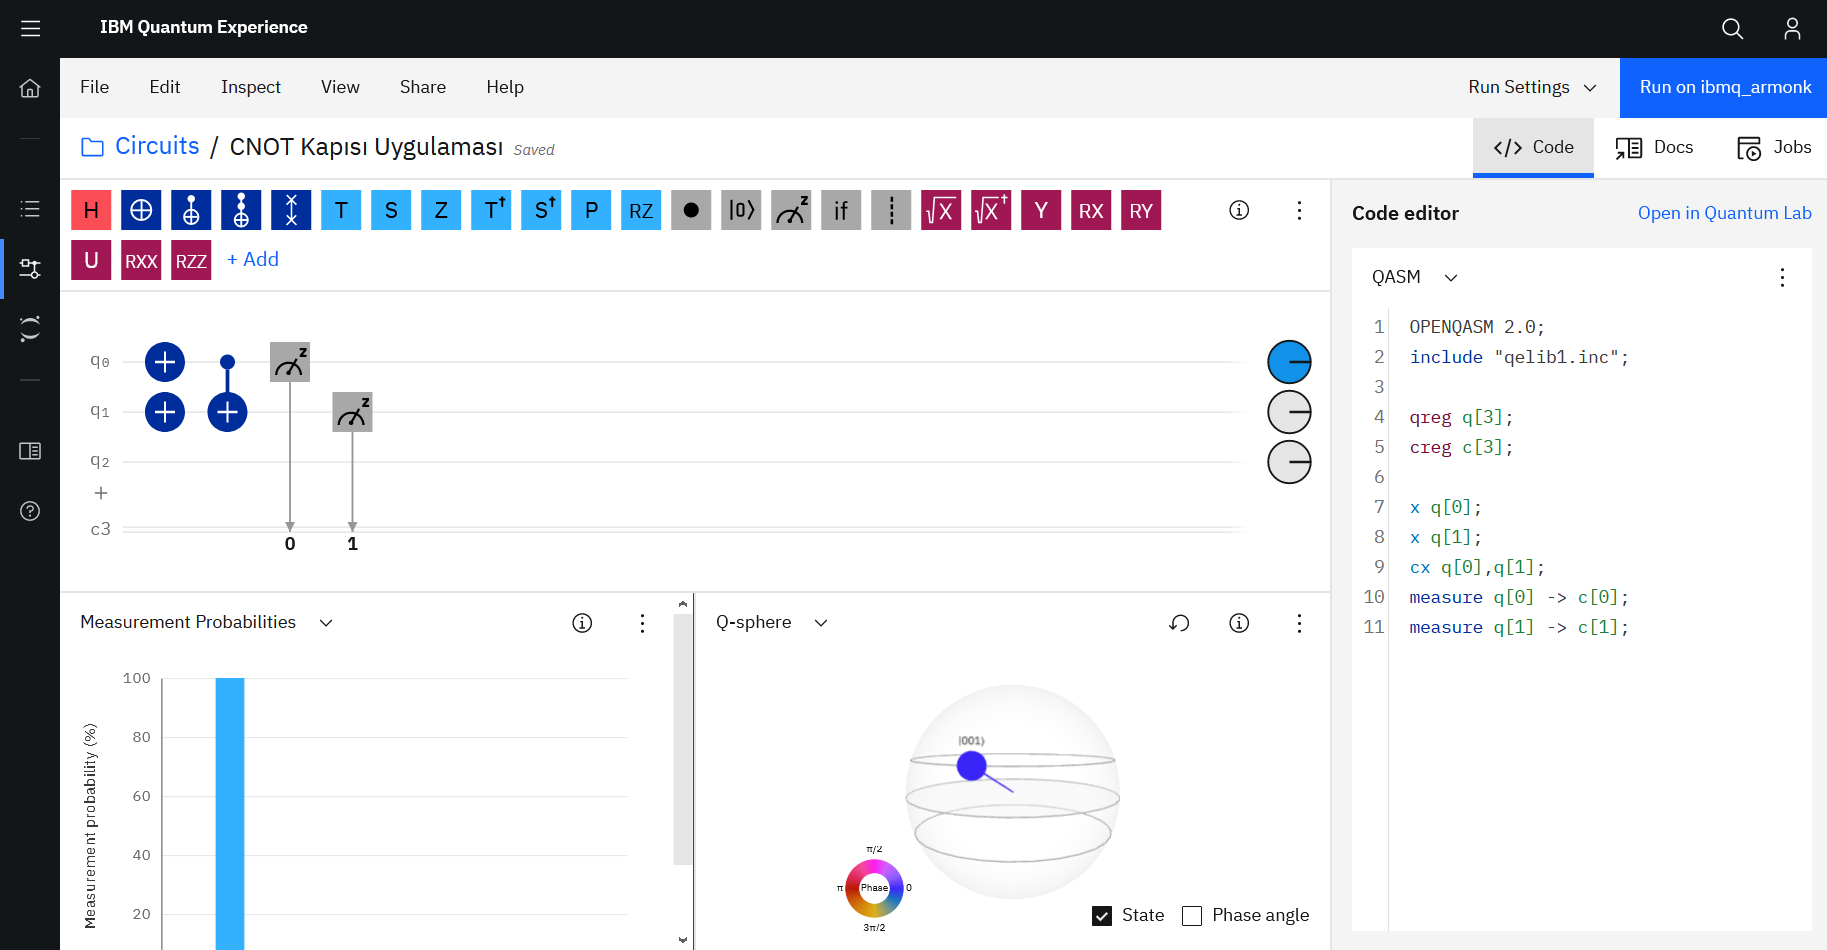 IBM Quantum Experience
File Edit Inspect View Share Help Run Settings Run on ibmq_armonk
Circuits / CNOT Kapısı Uygulaması Saved
</> Code Docs Jobs
H T S Z T† S† P RZ |0⟩ z if √X √X† Y RX RY
U RXX RZZ + Add
Code editor Open in Quantum Lab
QASM
1 OPENQASM 2.0;
2 include "qelib1.inc";
3
4 qreg q[3];
5 creg c[3];
6
7 x q[0];
8 x q[1];
9 cx q[0],q[1];
10 measure q[0] -> c[0];
11 measure q[1] -> c[1];
q0 z
q1 z
q2
+
c3
0 1
Measurement Probabilities
Measurement probability (%)
100
80
60
40
20
Q-sphere
|001⟩
π/2
π Phase 0
3π/2
State Phase angle